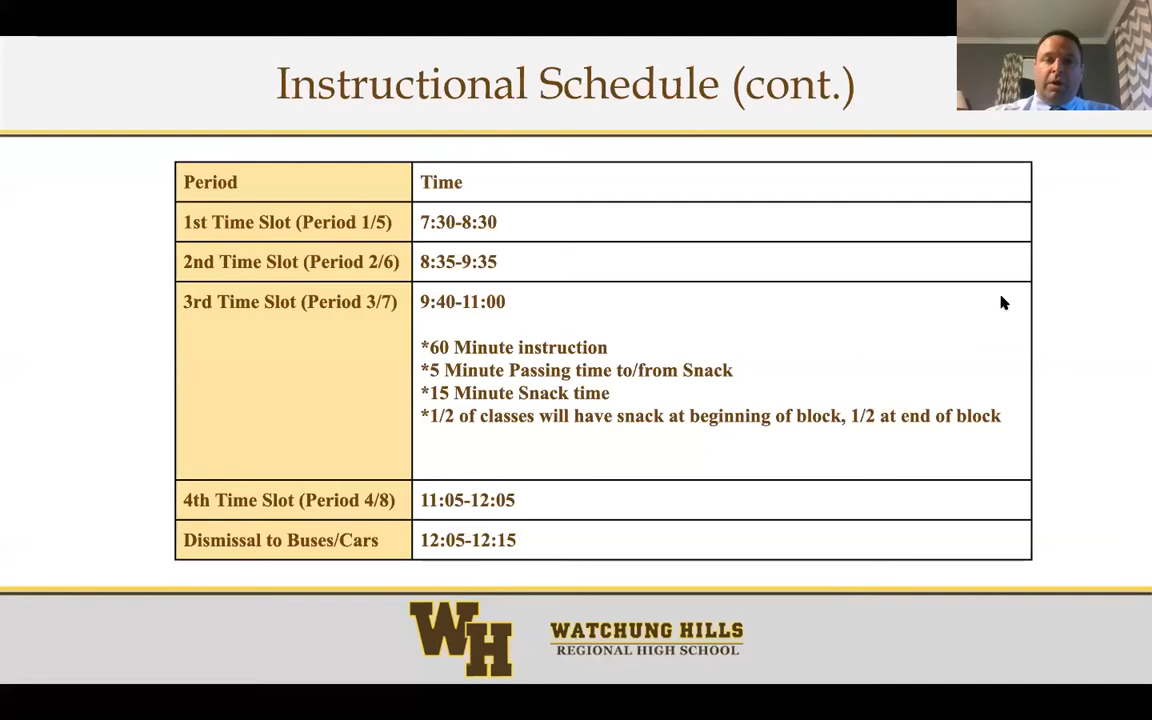 Instructional Schedule (cont.)
Period Time
1st Time Slot (Period 1/5) 7:30-8:30
2nd Time Slot (Period 2/6) 8:35-9:35
3rd Time Slot (Period 3/7) 9:40-11:00
*60 Minute instruction
*5 Minute Passing time to/from Snack
*15 Minute Snack time
*1/2 of classes will have snack at beginning of block, 1/2 at end of block
4th Time Slot (Period 4/8) 11:05-12:05
Dismissal to Buses/Cars 12:05-12:15
WH
WATCHUNG HILLS
REGIONAL HIGH SCHOOL